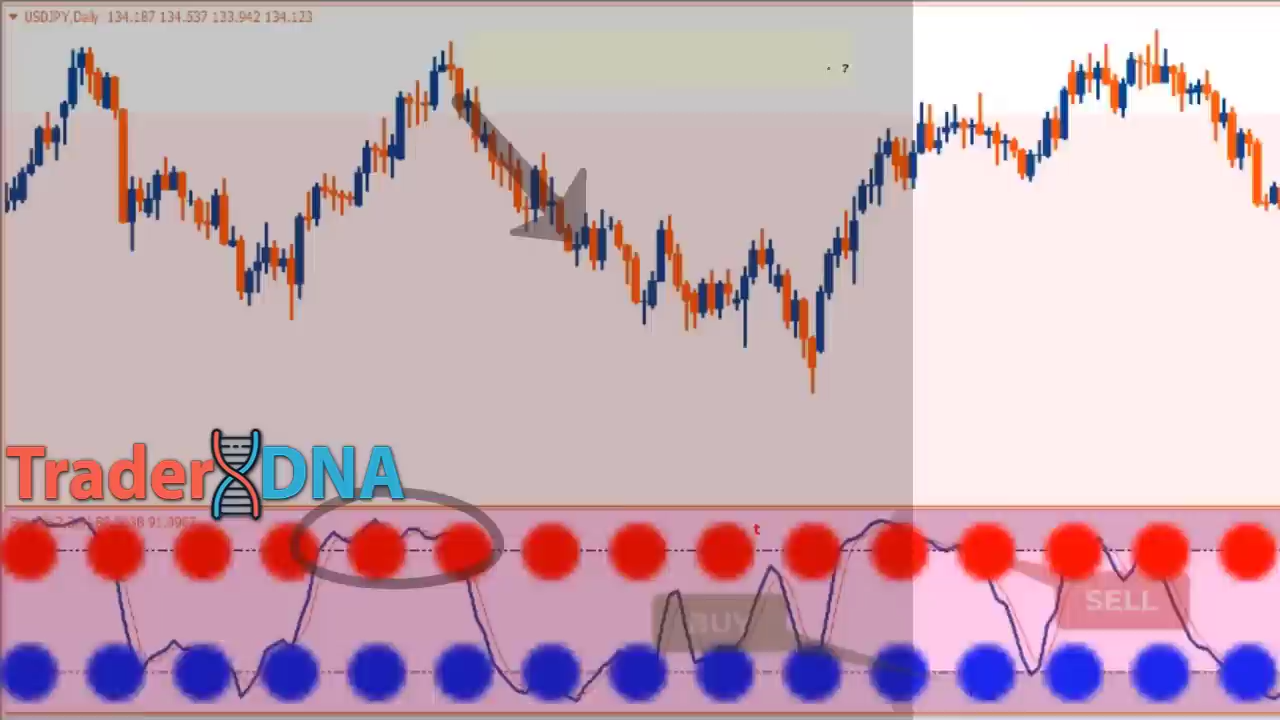 USDJPY,Daily 134.187 134.537 133.942 134.123
. ?
TraderDNA
t
BUY
SELL